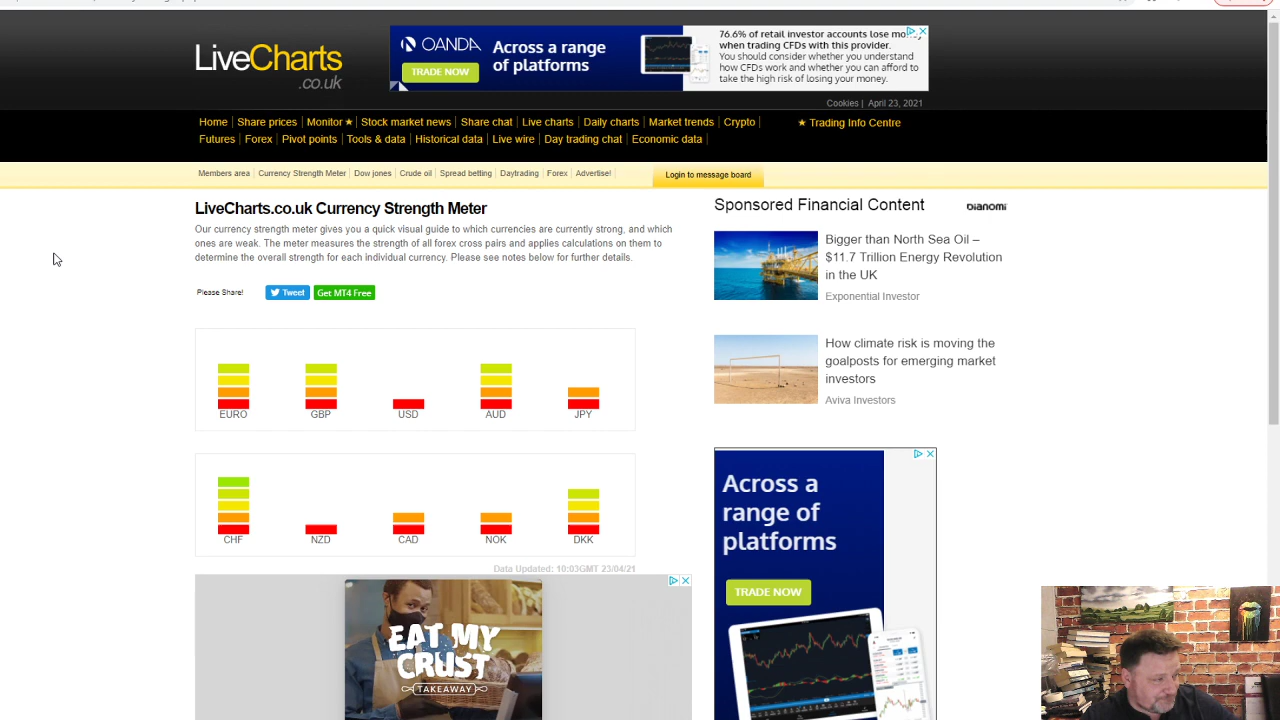 LiveCharts
.co.uk
OANDA
TRADE NOW
Across a range
of platforms
76.6% of retail investor accounts lose money
when trading CFDs with this provider.
You should consider whether you understand
how CFDs work and whether you can afford to
take the high risk of losing your money.
Cookies | April 23, 2021
Home | Share prices | Monitor ★ | Stock market news | Share chat | Live charts | Daily charts | Market trends | Crypto |
★ Trading Info Centre
Futures | Forex | Pivot points | Tools & data | Historical data | Live wire | Day trading chat | Economic data |
Members area | Currency Strength Meter | Dow jones | Crude oil | Spread betting | Daytrading | Forex | Advertise! |
Login to message board
LiveCharts.co.uk Currency Strength Meter
Our currency strength meter gives you a quick visual guide to which currencies are currently strong, and which
ones are weak. The meter measures the strength of all forex cross pairs and applies calculations on them to
determine the overall strength for each individual currency. Please see notes below for further details.
Please Share!
Tweet
Get MT4 Free
EURO GBP USD AUD JPY
CHF NZD CAD NOK DKK
Data Updated: 10:03GMT 23/04/21
EAT MY
CRUST
TAKEAWAY
Sponsored Financial Content
Dianomi
Bigger than North Sea Oil –
$11.7 Trillion Energy Revolution
in the UK
Exponential Investor
How climate risk is moving the
goalposts for emerging market
investors
Aviva Investors
Across a
range of
platforms
TRADE NOW